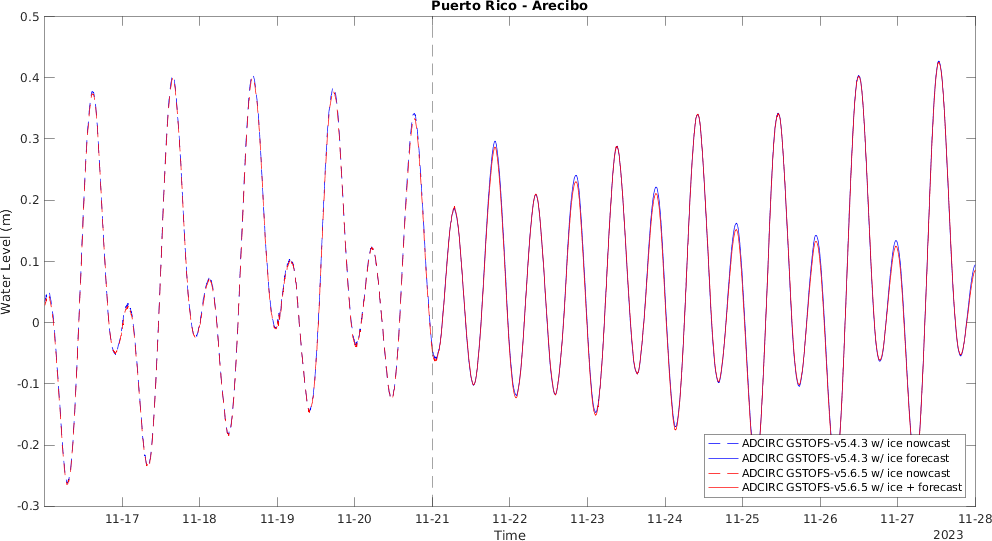 Puerto Rico - Arecibo
0.5
0.4
0.3
0.2
0.1
0
-0.1
-0.2
-0.3
Water Level (m)
11-17 11-18 11-19 11-20 11-21 11-22 11-23 11-24 11-25 11-26 11-27 11-28
Time
2023
ADCIRC GSTOFS-v5.4.3 w/ ice nowcast
ADCIRC GSTOFS-v5.4.3 w/ ice forecast
ADCIRC GSTOFS-v5.6.5 w/ ice nowcast
ADCIRC GSTOFS-v5.6.5 w/ ice + forecast